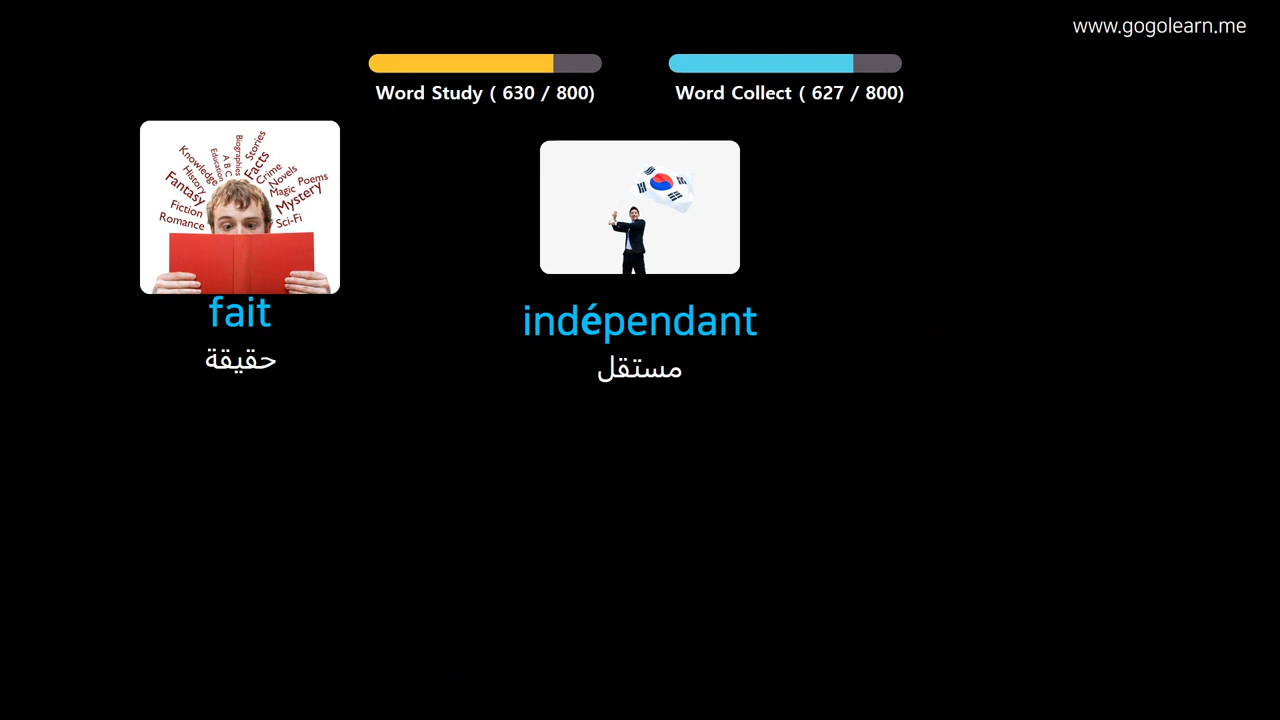 www.gogolearn.me
Word Study ( 630 / 800)
Word Collect ( 627 / 800)
Knowledge
History
Education
A B C
Biographies
Stories
Facts
Crime
Novels
Magic
Poems
Mystery
Fantasy
Fiction
Romance
Sci-Fi
fait
حقيقة
indépendant
مستقل